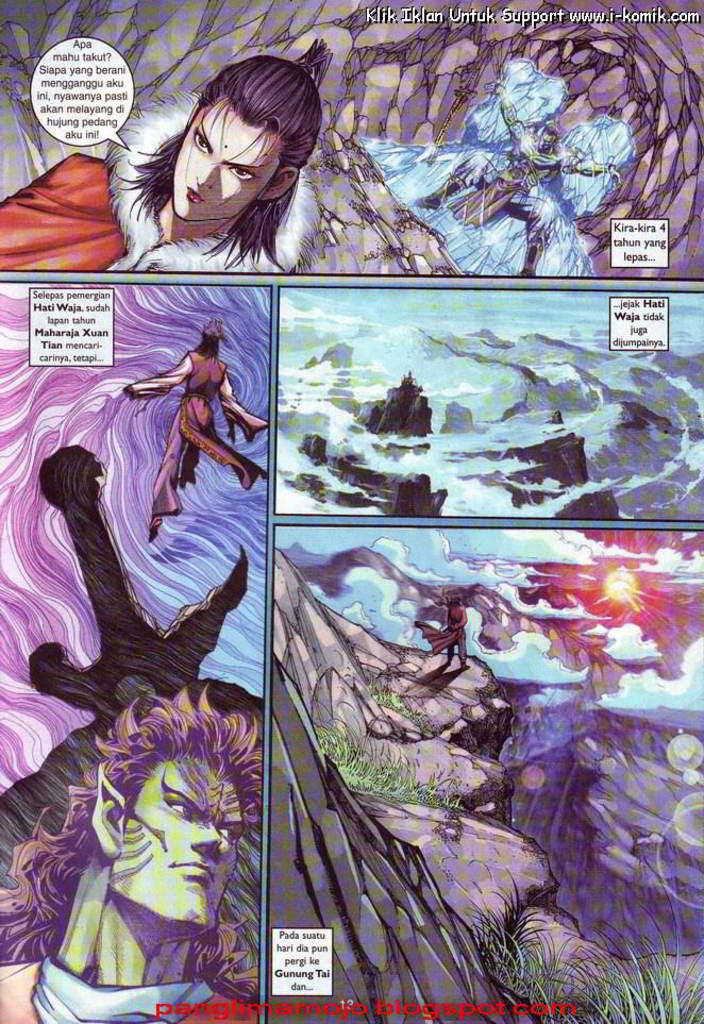 Klik Iklan Untuk Support www.i-komik.com
Apa
mahu takut?
Siapa yang berani
mengganggu aku
ini, nyawanya pasti
akan melayang di
hujung pedang
aku ini!
Kira-kira 4
tahun yang
lepas...
Selepas pemergian
Hati Waja, sudah
lapan tahun
Maharaja Xuan
Tian mencari-
carinya, tetapi...
...jejak Hati
Waja tidak
juga
dijumpainya.
Pada suatu
hari dia pun
pergi ke
Gunung Tai
dan...
12
panglimamojo.blogspot.com